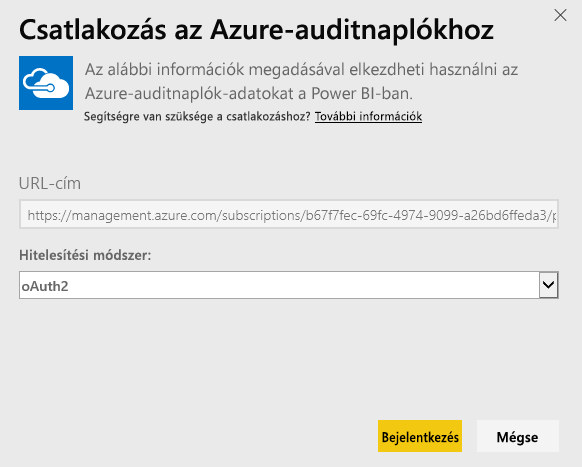 Csatlakozás az Azure-auditnaplókhoz
Az alábbi információk megadásával elkezdheti használni az
Azure-auditnaplók-adatokat a Power BI-ban.
Segítségre van szüksége a csatlakozáshoz? További információk
URL-cím
https://management.azure.com/subscriptions/b67f7fec-69fc-4974-9099-a26bd6ffeda3/p
Hitelesítési módszer:
oAuth2
Bejelentkezés
Mégse